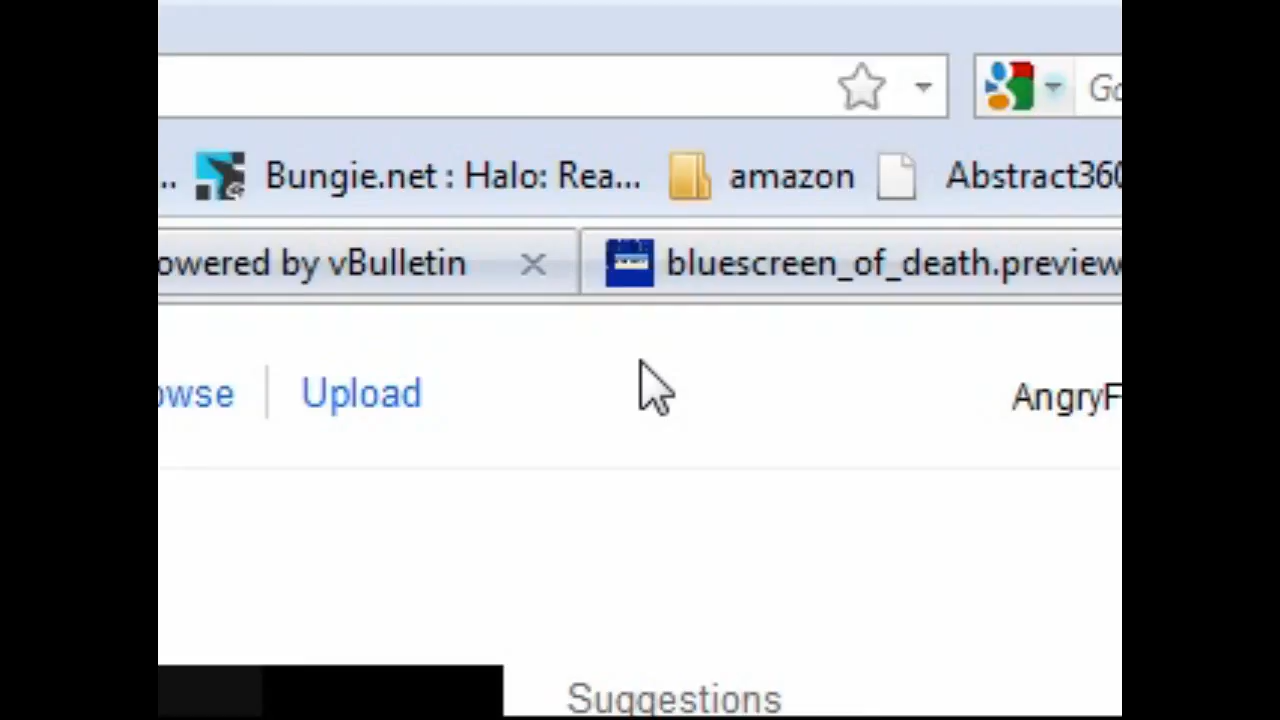 Go
.. Bungie.net : Halo: Rea... amazon Abstract360
owered by vBulletin bluescreen_of_death.preview
owse Upload AngryF
Suggestions